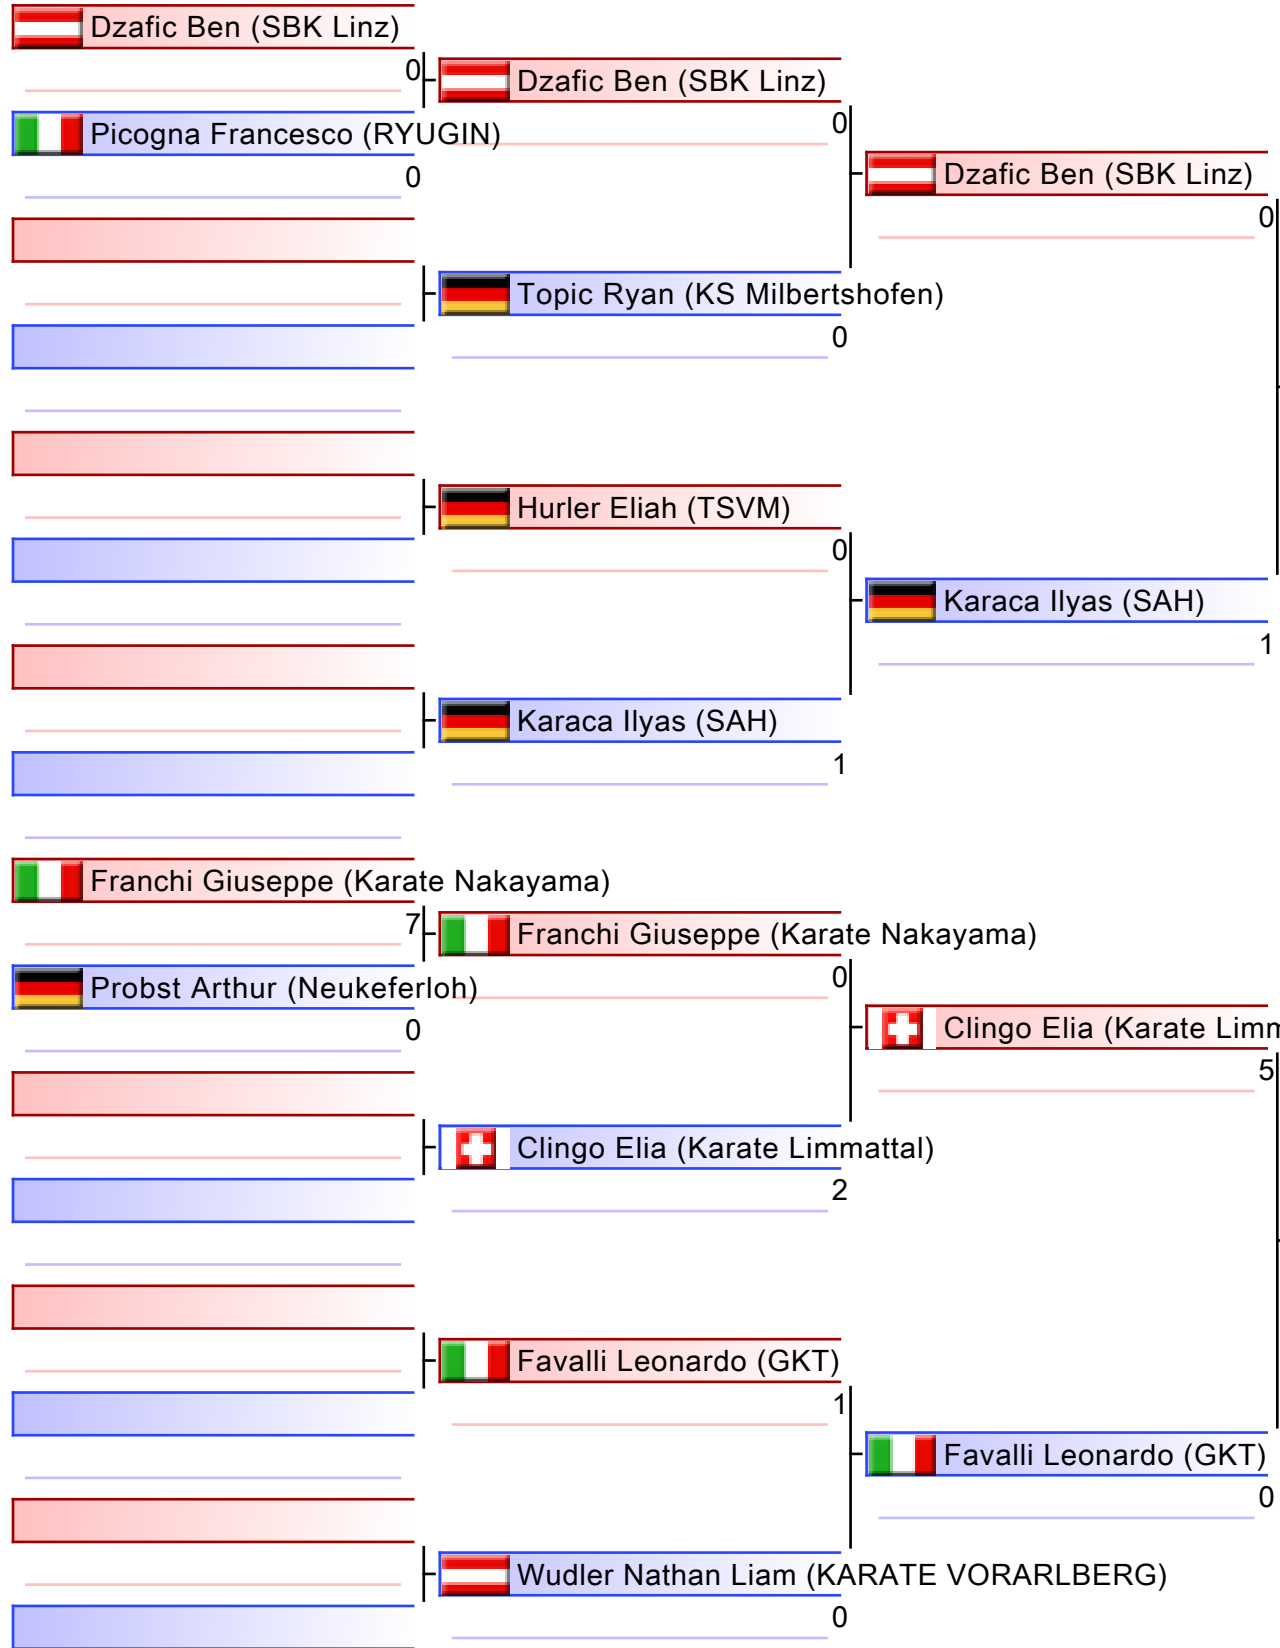 Dzafic Ben (SBK Linz)
0
Dzafic Ben (SBK Linz)
0
Picogna Francesco (RYUGIN)
0
Dzafic Ben (SBK Linz)
0
Topic Ryan (KS Milbertshofen)
0
Hurler Eliah (TSVM)
0
Karaca Ilyas (SAH)
1
Karaca Ilyas (SAH)
1
Franchi Giuseppe (Karate Nakayama)
7
Franchi Giuseppe (Karate Nakayama)
0
Probst Arthur (Neukeferloh)
0
Clingo Elia (Karate Limm
5
Clingo Elia (Karate Limmattal)
2
Favalli Leonardo (GKT)
1
Favalli Leonardo (GKT)
0
Wudler Nathan Liam (KARATE VORARLBERG)
0